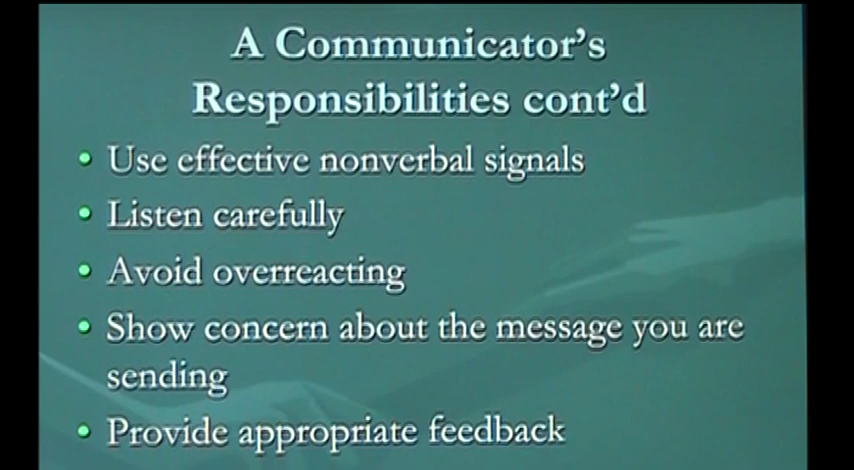 A Communicator's
Responsibilities cont'd
• Use effective nonverbal signals
• Listen carefully
• Avoid overreacting
• Show concern about the message you are
sending
• Provide appropriate feedback